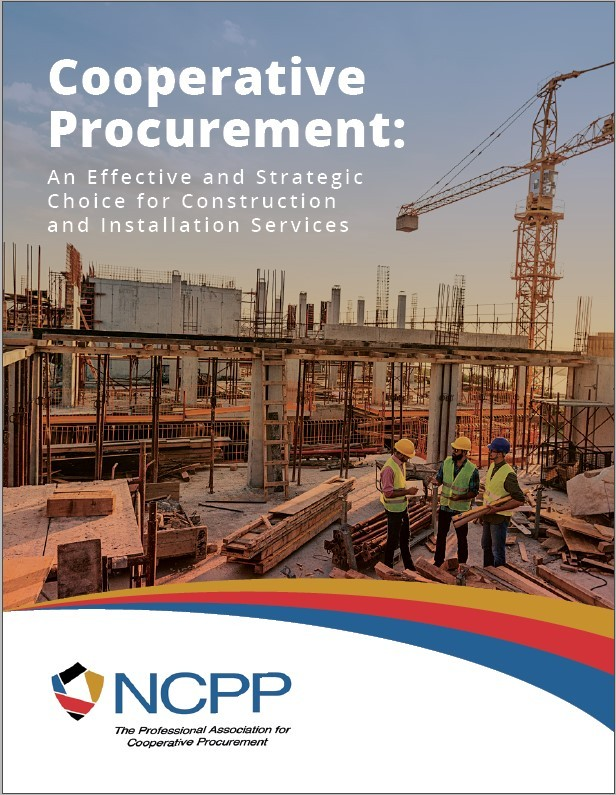 Cooperative
Procurement:
An Effective and Strategic
Choice for Construction
and Installation Services
NCPP
The Professional Association for
Cooperative Procurement